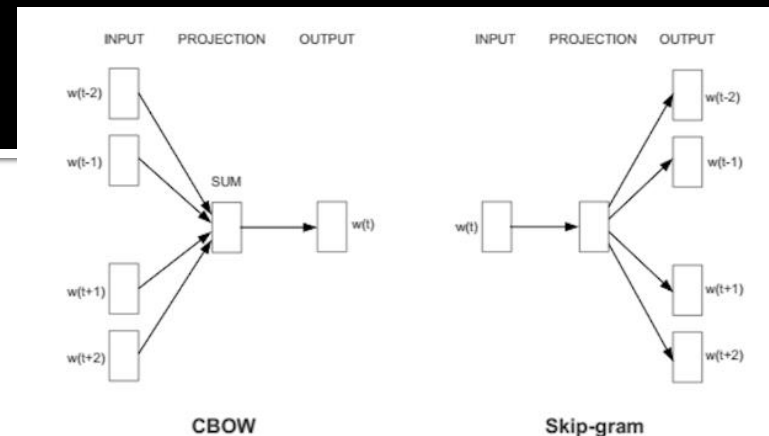 INPUT PROJECTION OUTPUT
w(t-2)
w(t-1)
SUM
w(t)
w(t+1)
w(t+2)
CBOW
INPUT PROJECTION OUTPUT
w(t-2)
w(t-1)
w(t)
w(t+1)
w(t+2)
Skip-gram